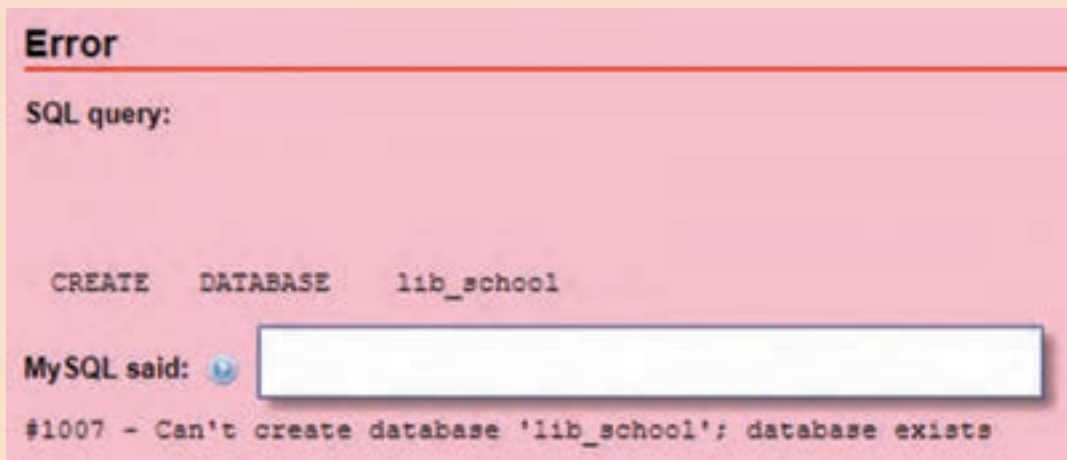 Error
SQL query:
CREATE DATABASE lib_school
MySQL said:
#1007 - Can't create database 'lib_school'; database exists